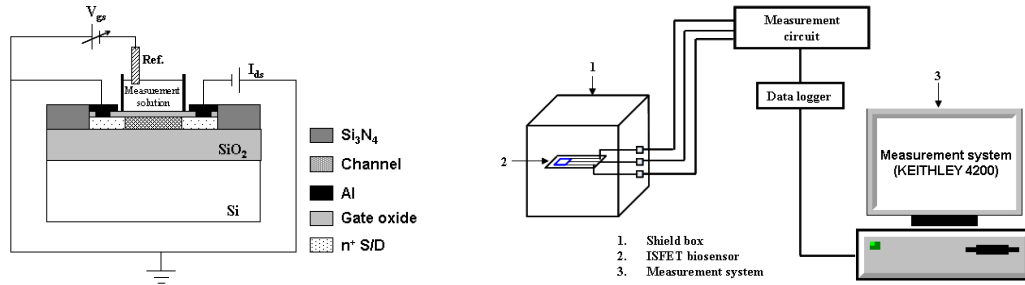 V_gs
Ref.
I_ds
Measurement
solution
SiO₂
Si
Si₃N₄
Channel
Al
Gate oxide
n⁺ S/D
Measurement
circuit
Data logger
1
2
3
Measurement system
(KEITHLEY 4200)
1. Shield box
2. ISFET biosensor
3. Measurement system